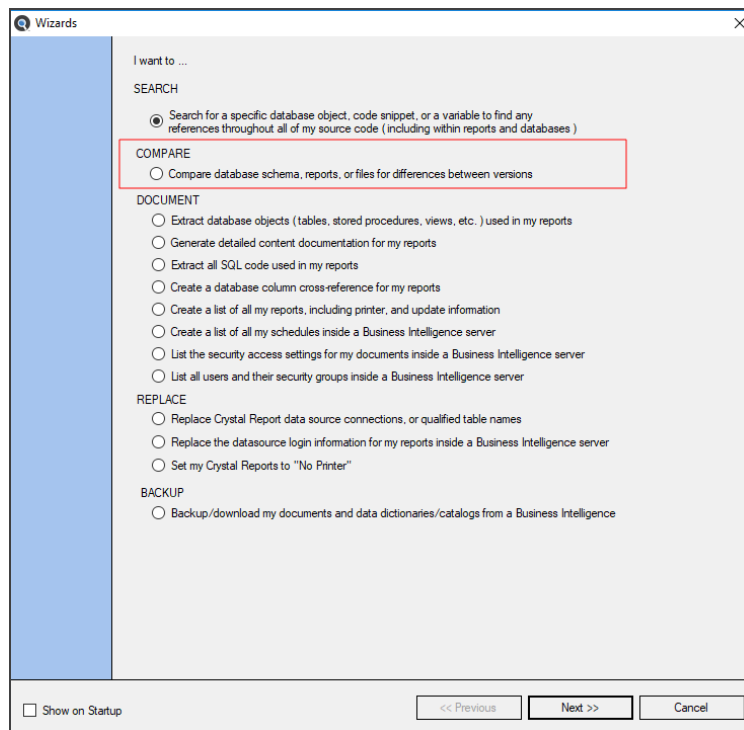 Wizards
I want to ...
SEARCH
Search for a specific database object, code snippet, or a variable to find any
references throughout all of my source code ( including within reports and databases )
COMPARE
Compare database schema, reports, or files for differences between versions
DOCUMENT
Extract database objects ( tables, stored procedures, views, etc. ) used in my reports
Generate detailed content documentation for my reports
Extract all SQL code used in my reports
Create a database column cross-reference for my reports
Create a list of all my reports, including printer, and update information
Create a list of all my schedules inside a Business Intelligence server
List the security access settings for my documents inside a Business Intelligence server
List all users and their security groups inside a Business Intelligence server
REPLACE
Replace Crystal Report data source connections, or qualified table names
Replace the datasource login information for my reports inside a Business Intelligence server
Set my Crystal Reports to "No Printer"
BACKUP
Backup/download my documents and data dictionaries/catalogs from a Business Intelligence
Show on Startup
<< Previous
Next >>
Cancel